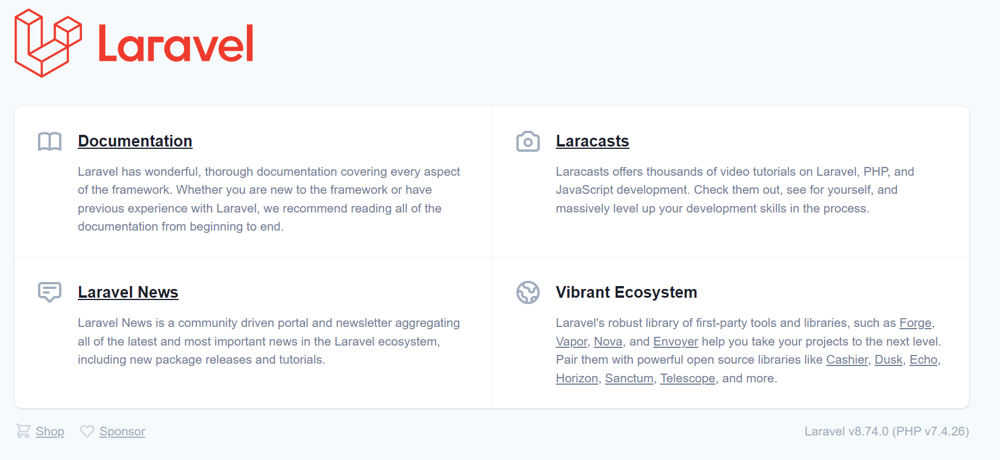 Laravel
Documentation
Laravel has wonderful, thorough documentation covering every aspect
of the framework. Whether you are new to the framework or have
previous experience with Laravel, we recommend reading all of the
documentation from beginning to end.
Laracasts
Laracasts offers thousands of video tutorials on Laravel, PHP, and
JavaScript development. Check them out, see for yourself, and
massively level up your development skills in the process.
Laravel News
Laravel News is a community driven portal and newsletter aggregating
all of the latest and most important news in the Laravel ecosystem,
including new package releases and tutorials.
Vibrant Ecosystem
Laravel's robust library of first-party tools and libraries, such as Forge,
Vapor, Nova, and Envoyer help you take your projects to the next level.
Pair them with powerful open source libraries like Cashier, Dusk, Echo,
Horizon, Sanctum, Telescope, and more.
Shop
Sponsor
Laravel v8.74.0 (PHP v7.4.26)